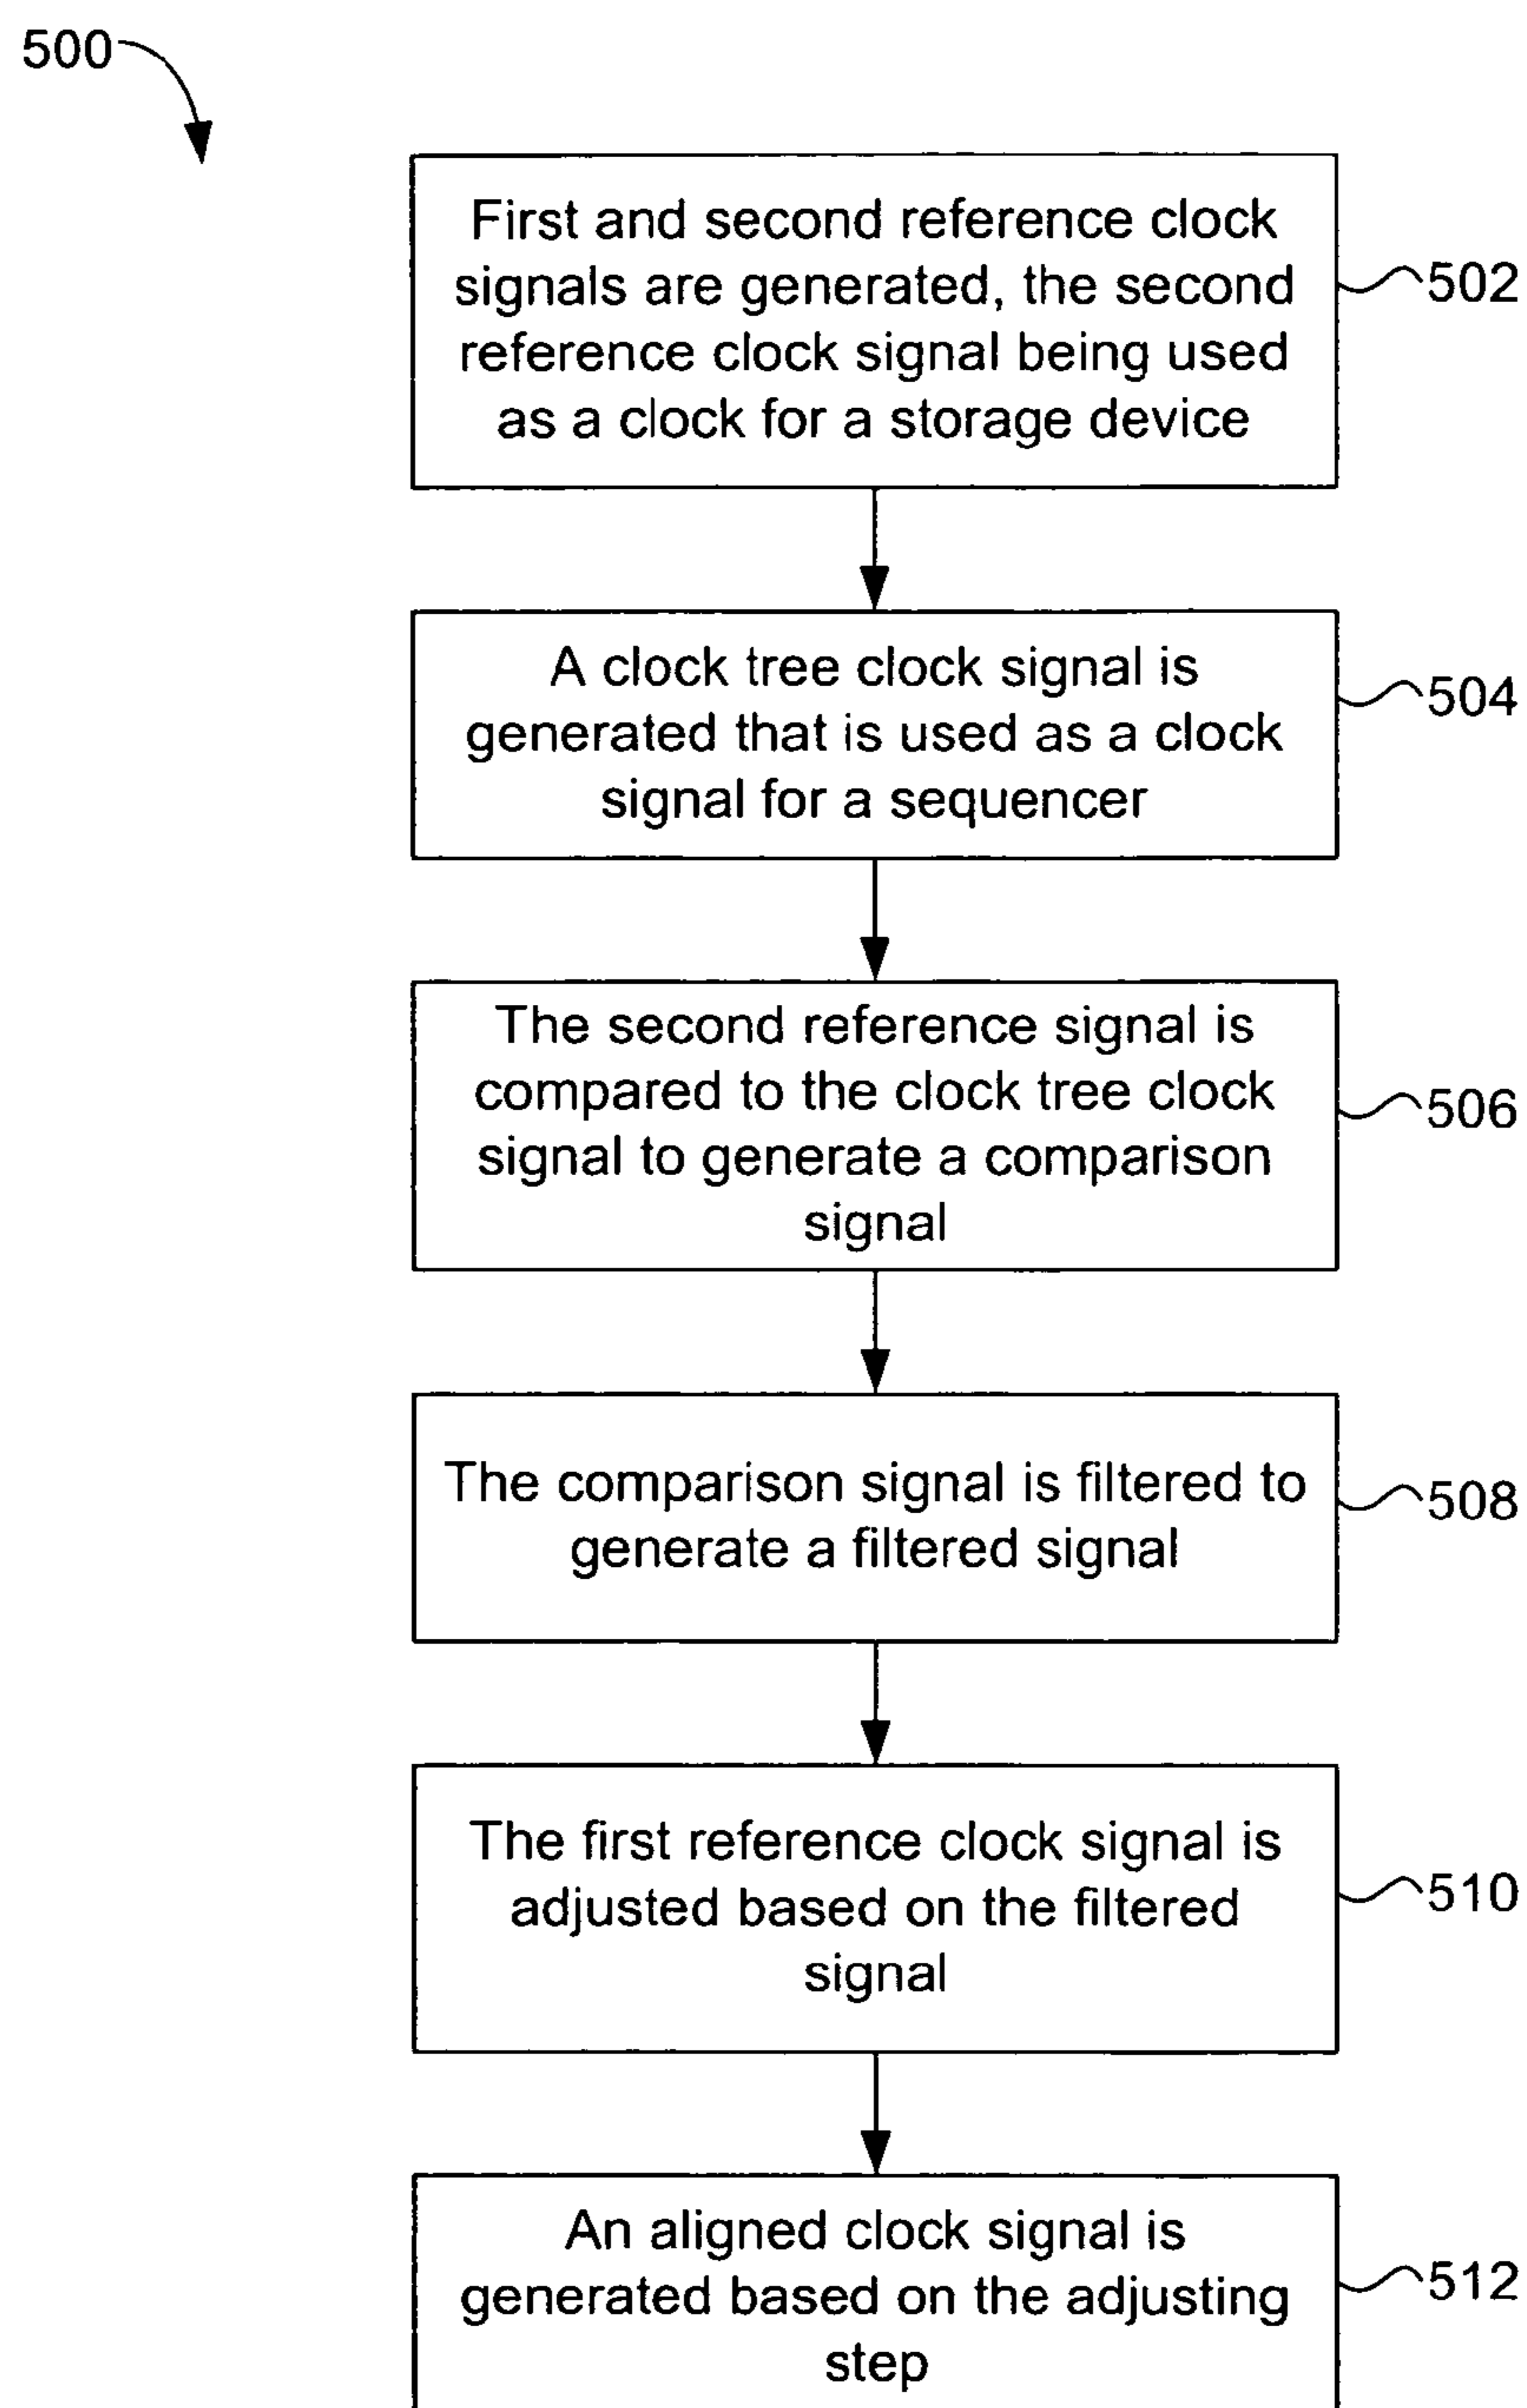 500
First and second reference clock
signals are generated, the second
reference clock signal being used
as a clock for a storage device
502
A clock tree clock signal is
generated that is used as a clock
signal for a sequencer
504
The second reference signal is
compared to the clock tree clock
signal to generate a comparison
signal
506
The comparison signal is filtered to
generate a filtered signal
508
The first reference clock signal is
adjusted based on the filtered
signal
510
An aligned clock signal is
generated based on the adjusting
step
512